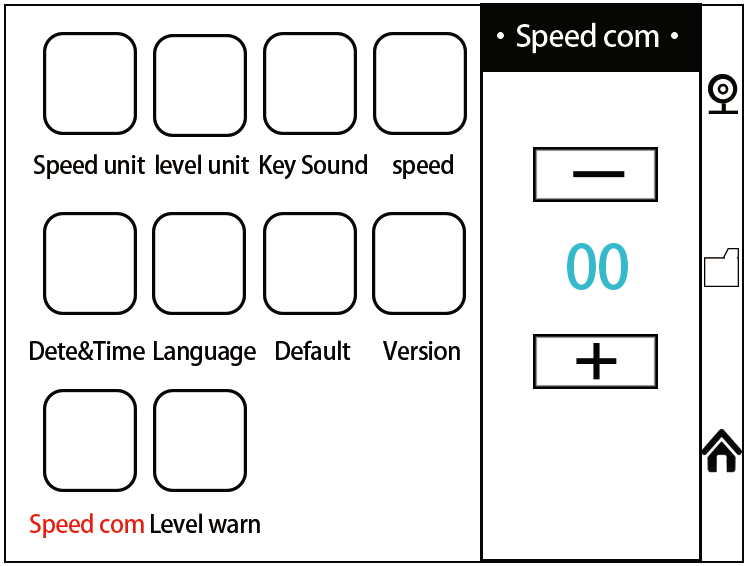 • Speed com •
Speed unit level unit Key Sound speed
−
00
Dete&Time Language Default Version
+
Speed com Level warn